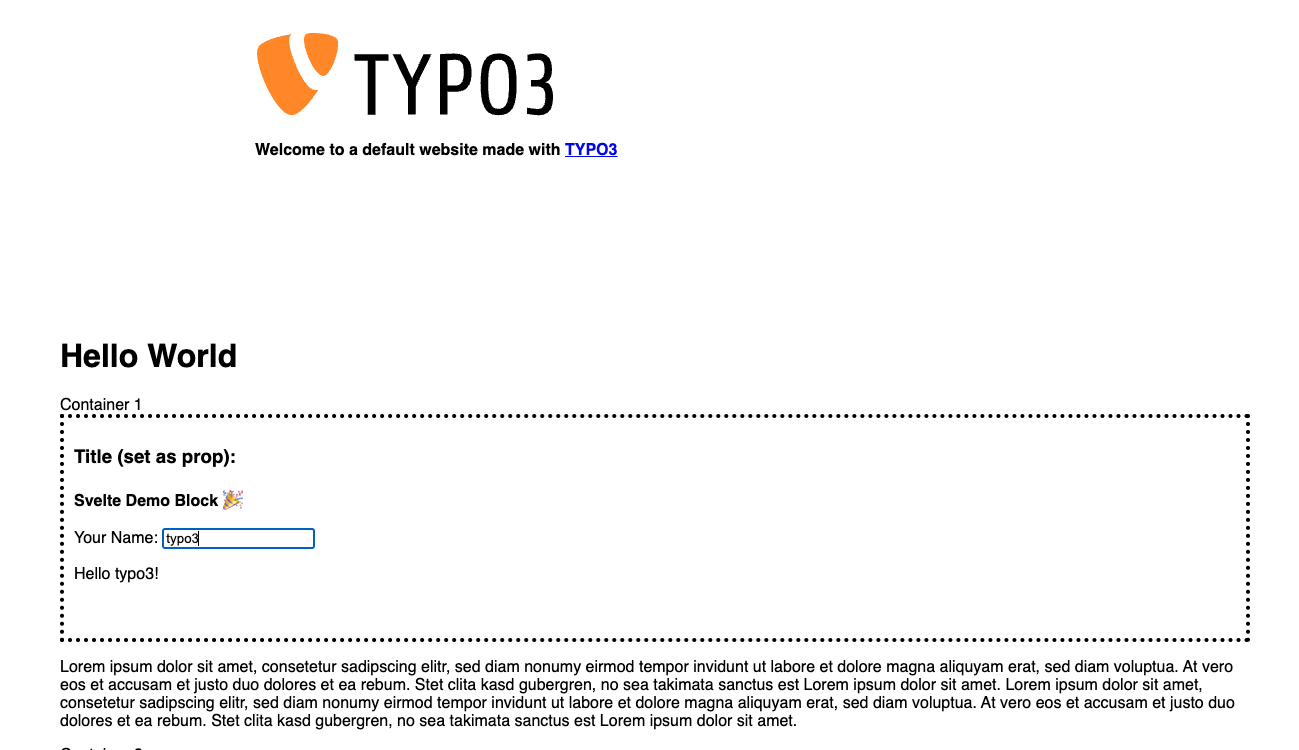 TYPO3
Welcome to a default website made with TYPO3
Hello World
Container 1
Title (set as prop):
Svelte Demo Block 🎉
Your Name: typo3
Hello typo3!
Lorem ipsum dolor sit amet, consetetur sadipscing elitr, sed diam nonumy eirmod tempor invidunt ut labore et dolore magna aliquyam erat, sed diam voluptua. At vero
eos et accusam et justo duo dolores et ea rebum. Stet clita kasd gubergren, no sea takimata sanctus est Lorem ipsum dolor sit amet. Lorem ipsum dolor sit amet,
consetetur sadipscing elitr, sed diam nonumy eirmod tempor invidunt ut labore et dolore magna aliquyam erat, sed diam voluptua. At vero eos et accusam et justo duo
dolores et ea rebum. Stet clita kasd gubergren, no sea takimata sanctus est Lorem ipsum dolor sit amet.